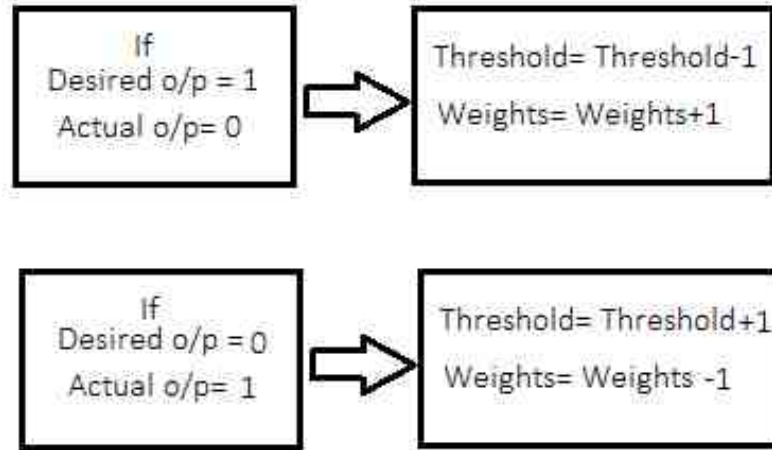 If
Desired o/p = 1
Actual o/p= 0
Threshold= Threshold-1
Weights= Weights+1
If
Desired o/p = 0
Actual o/p= 1
Threshold= Threshold+1
Weights= Weights -1